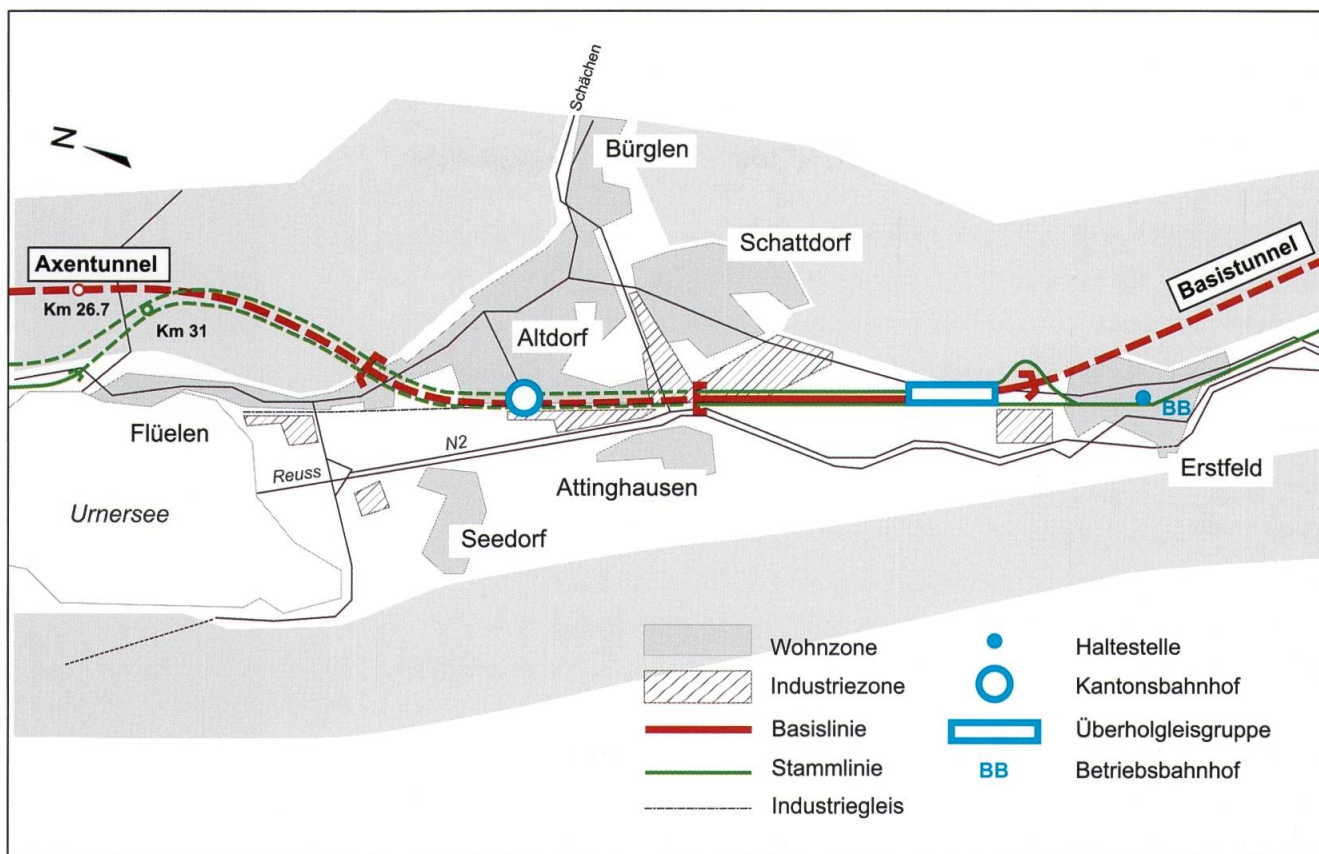 Schächen
Bürglen
N
Schattdorf
Axentunnel
Basistunnel
Km 26.7
Km 31
Altdorf
BB
Flüelen
N2
Erstfeld
Reuss
Attinghausen
Urnersee
Seedorf
Wohnzone
Haltestelle
Industriezone
Kantonsbahnhof
Basislinie
Überholgleisgruppe
Stammlinie
BB
Betriebsbahnhof
Industriegleis